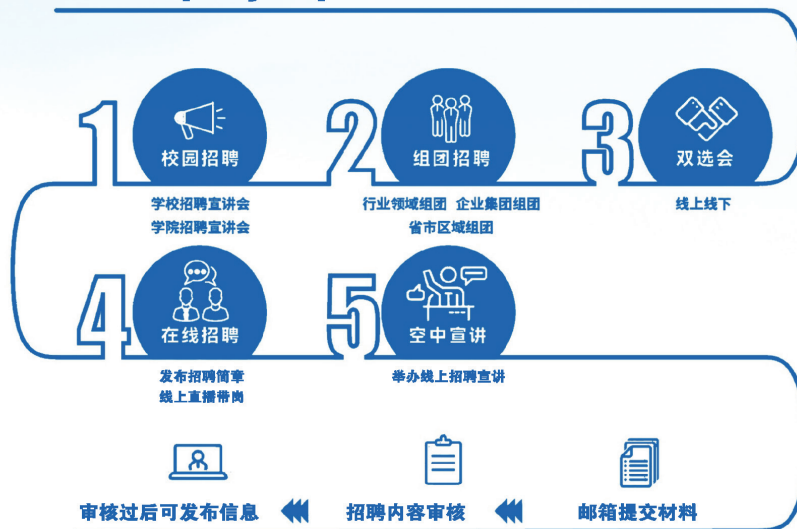 1
校园招聘
学校招聘宣讲会
学院招聘宣讲会
2
组团招聘
行业领域组团 企业集团组团
省市区域组团
3
双选会
线上线下
4
在线招聘
发布招聘简章
线上直播带岗
5
空中宣讲
举办线上招聘宣讲
审核过后可发布信息
招聘内容审核
邮箱提交材料